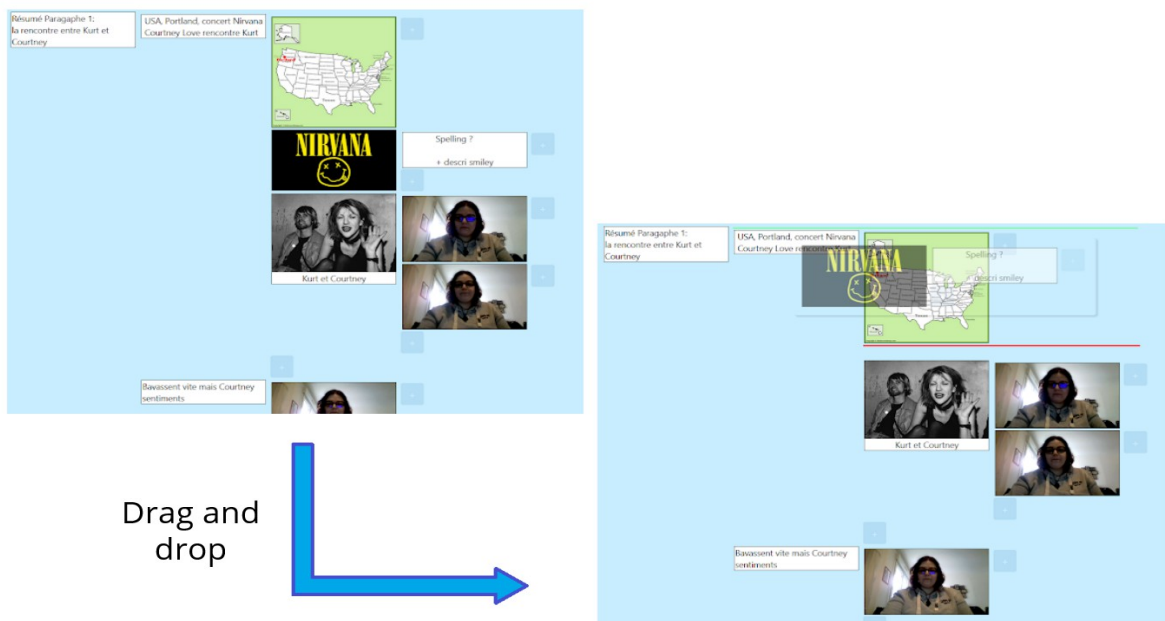 Résumé Paragaphe 1:
la rencontre entre Kurt et
Courtney
USA, Portland, concert Nirvana
Courtney Love rencontre Kurt
NIRVANA
Spelling ?
+ descri smiley
Kurt et Courtney
Bavassent vite mais Courtney
sentiments
Drag and
drop
Résumé Paragaphe 1:
la rencontre entre Kurt et
Courtney
USA, Portland, concert Nirvana
Courtney Love
NIRVANA
Spelling ?
+ descri smiley
Kurt et Courtney
Bavassent vite mais Courtney
sentiments